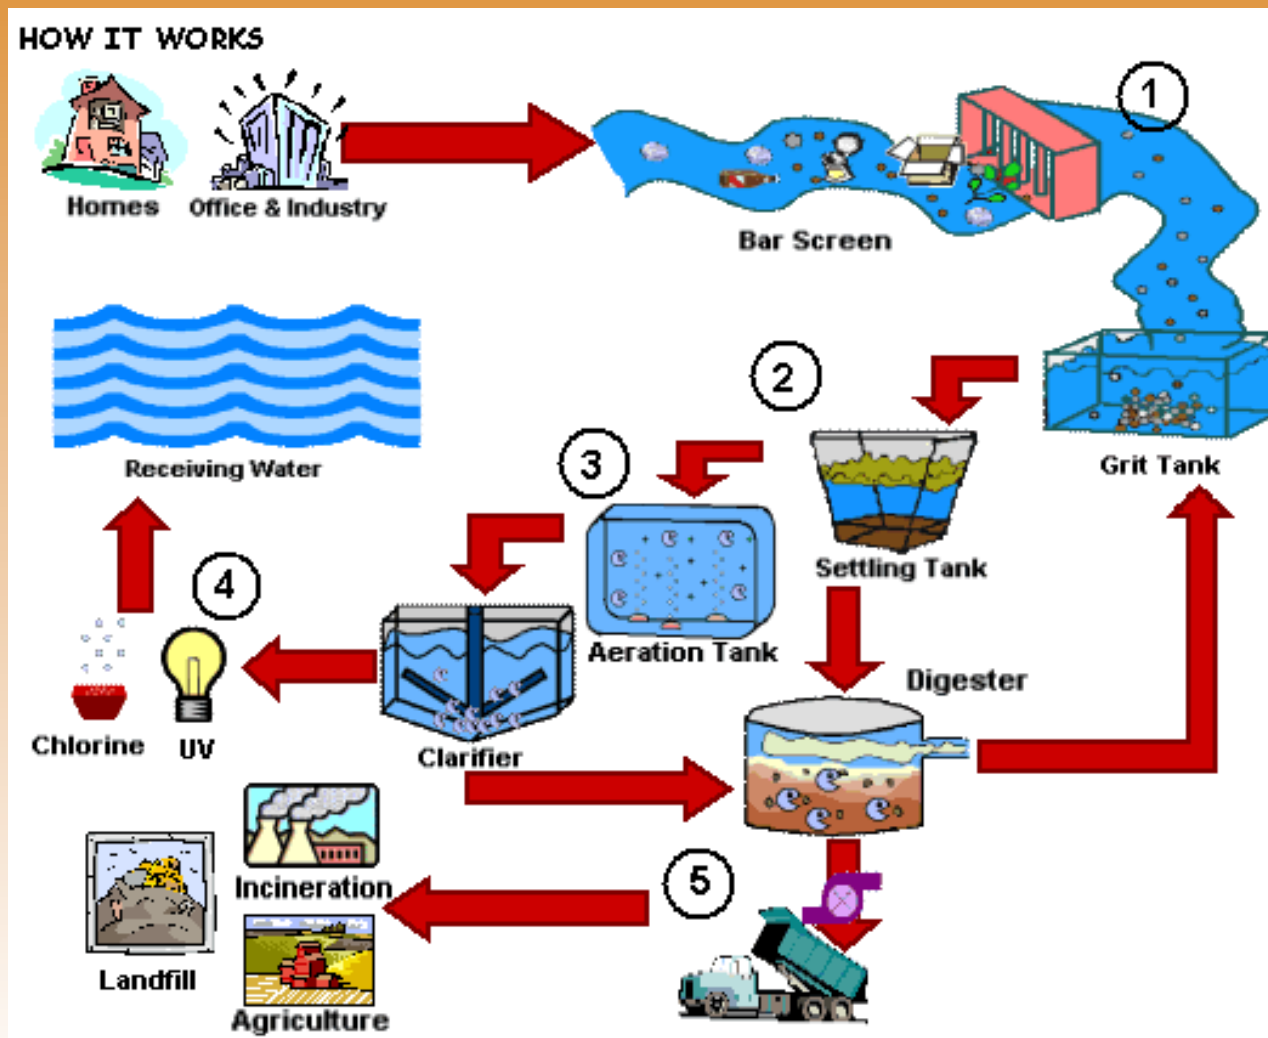 HOW IT WORKS
1
Homes
Office & Industry
Bar Screen
2
Grit Tank
Receiving Water
3
Settling Tank
4
Aeration Tank
Digester
Chlorine
UV
Clarifier
5
Incineration
Landfill
Agriculture